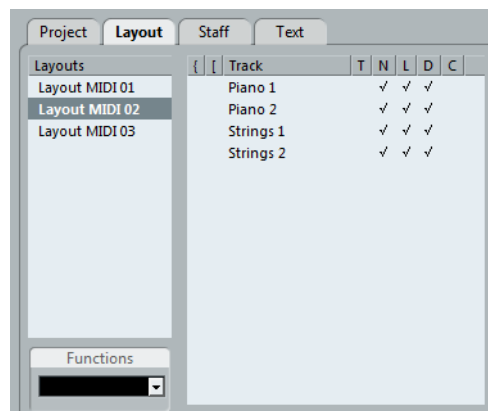 Project Layout Staff Text
Layouts
Layout MIDI 01
Layout MIDI 02
Layout MIDI 03
Functions
{ [ Track T N L D C
Piano 1 √ √ √
Piano 2 √ √ √
Strings 1 √ √ √
Strings 2 √ √ √